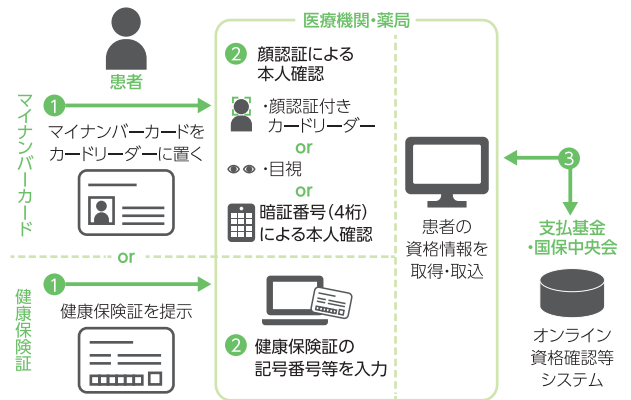 医療機関・薬局
患者
マイナンバーカード
1
マイナンバーカードを
カードリーダーに置く
2
顔認証による
本人確認
・顔認証付き
カードリーダー
or
・目視
or
暗証番号（4桁）
による本人確認
or
健康保険証
1
健康保険証を提示
2
健康保険証の
記号番号等を入力
患者の
資格情報を
取得・取込
3
支払基金
・国保中央会
オンライン
資格確認等
システム